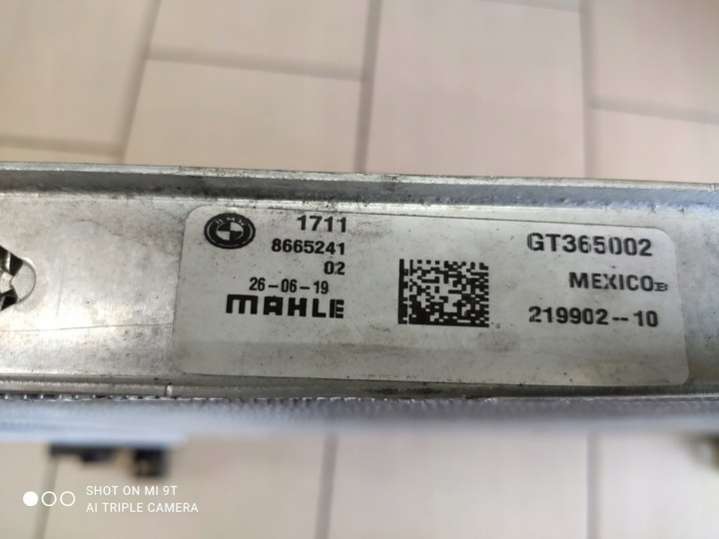 1711
8665241
02
26-06-19
MAHLE
GT365002
MEXICO
219902--10
SHOT ON MI 9T
AI TRIPLE CAMERA